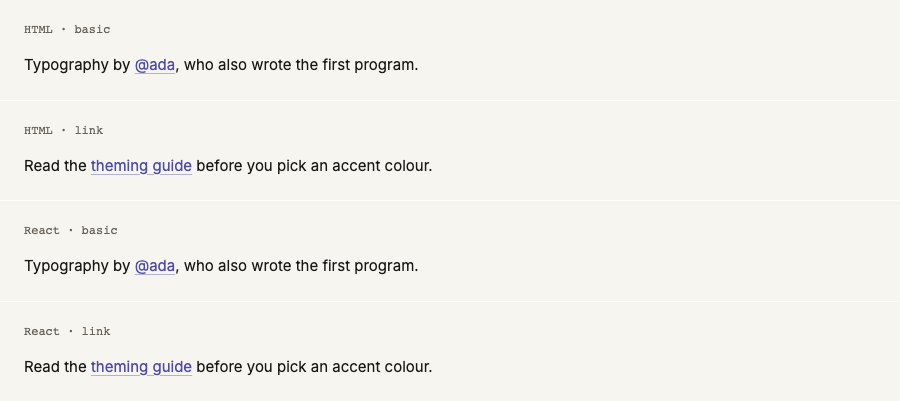 HTML · basic
Typography by @ada, who also wrote the first program.
HTML · link
Read the theming guide before you pick an accent colour.
React · basic
Typography by @ada, who also wrote the first program.
React · link
Read the theming guide before you pick an accent colour.